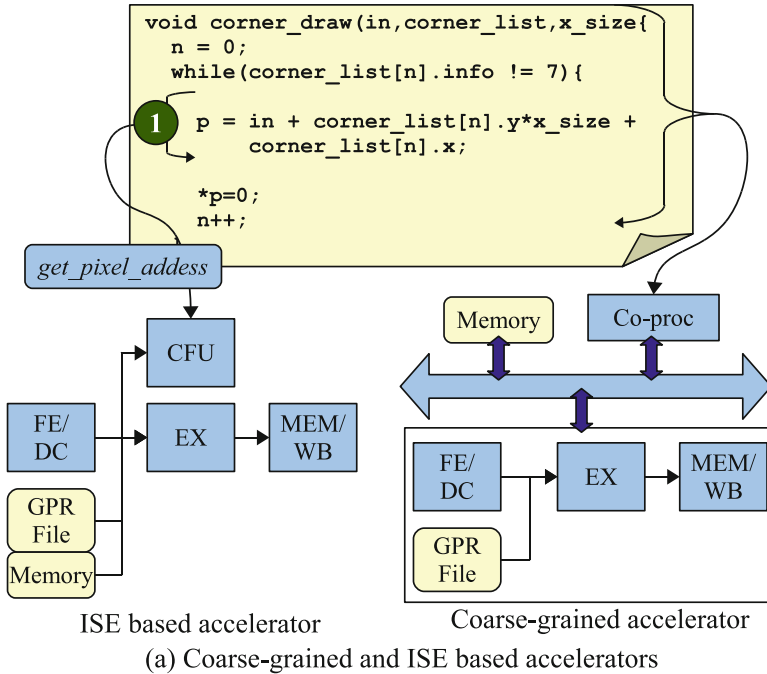 void corner_draw(in,corner_list,x_size{
n = 0;
while(corner_list[n].info != 7){
1
p = in + corner_list[n].y*x_size +
corner_list[n].x;
*p=0;
n++;
get_pixel_addess
CFU
FE/
DC
EX
MEM/
WB
GPR
File
Memory
ISE based accelerator
Memory
Co-proc
FE/
DC
EX
MEM/
WB
GPR
File
Coarse-grained accelerator
(a) Coarse-grained and ISE based accelerators